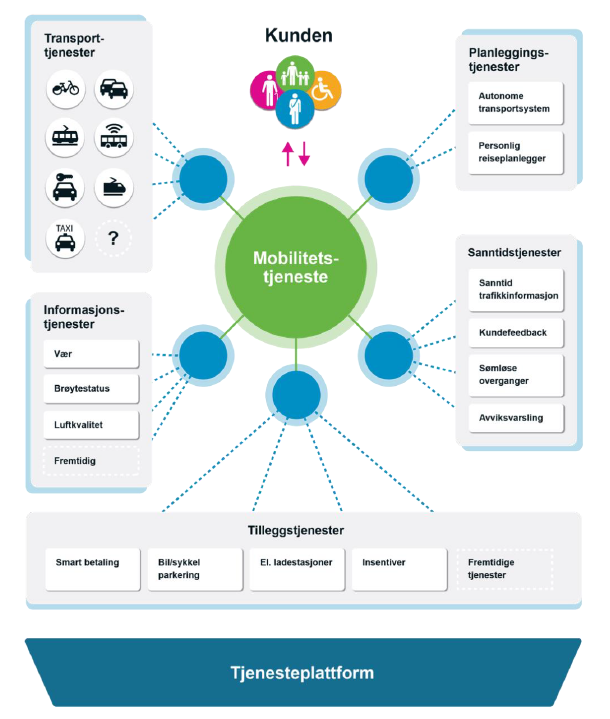 Kunden
Transport-
tjenester
TAXI
?
Planleggings-
tjenester
Autonome
transportsystem
Personlig
reiseplanlegger
Mobilitets-
tjeneste
Informasjons-
tjenester
Vær
Brøytestatus
Luftkvalitet
Fremtidig
Sanntidstjenester
Sanntid
trafikkinformasjon
Kundefeedback
Sømløse
overganger
Avviksvarsling
Tilleggstjenester
Smart betaling
Bil/sykkel
parkering
El. ladestasjoner
Insentiver
Fremtidige
tjenester
Tjenesteplattform